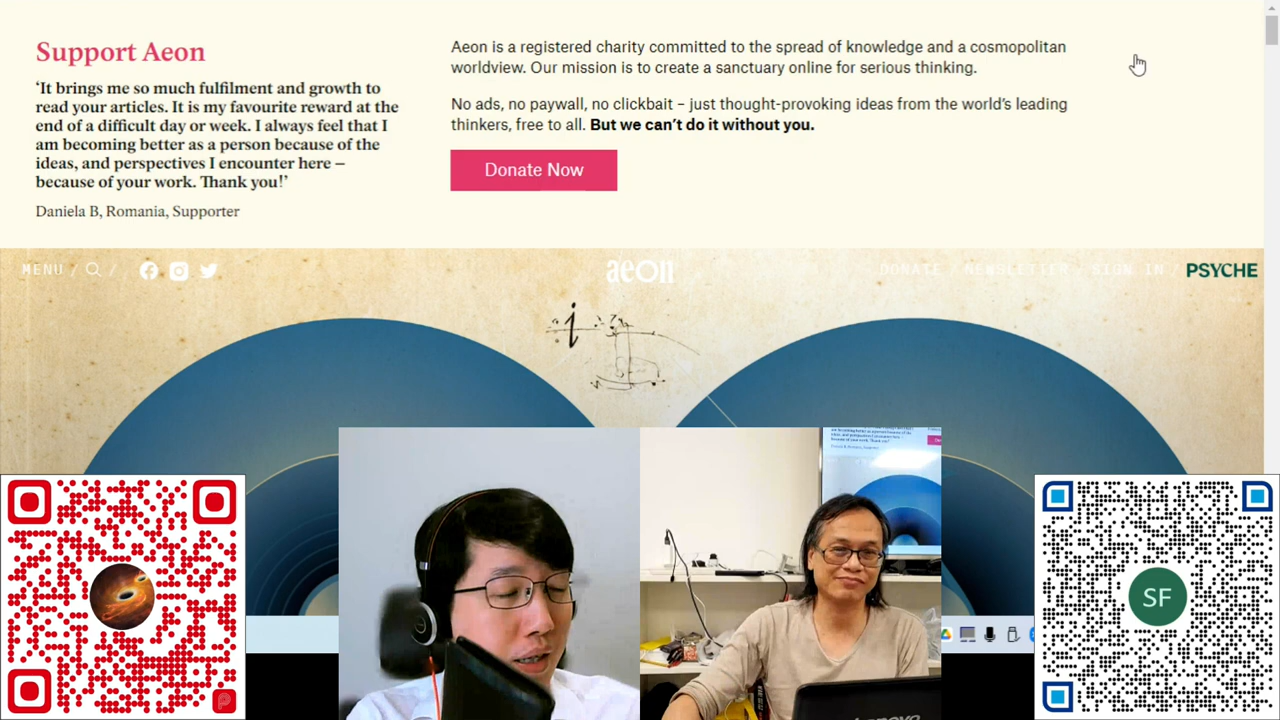 Support Aeon
‘It brings me so much fulfilment and growth to
read your articles. It is my favourite reward at the
end of a difficult day or week. I always feel that I
am becoming better as a person because of the
ideas, and perspectives I encounter here –
because of your work. Thank you!’
Daniela B, Romania, Supporter
Aeon is a registered charity committed to the spread of knowledge and a cosmopolitan
worldview. Our mission is to create a sanctuary online for serious thinking.
No ads, no paywall, no clickbait – just thought-provoking ideas from the world’s leading
thinkers, free to all. But we can’t do it without you.
Donate Now
MENU / /
aeon
DONATE / NEWSLETTER / SIGN IN / PSYCHE
i
SF
Lenovo